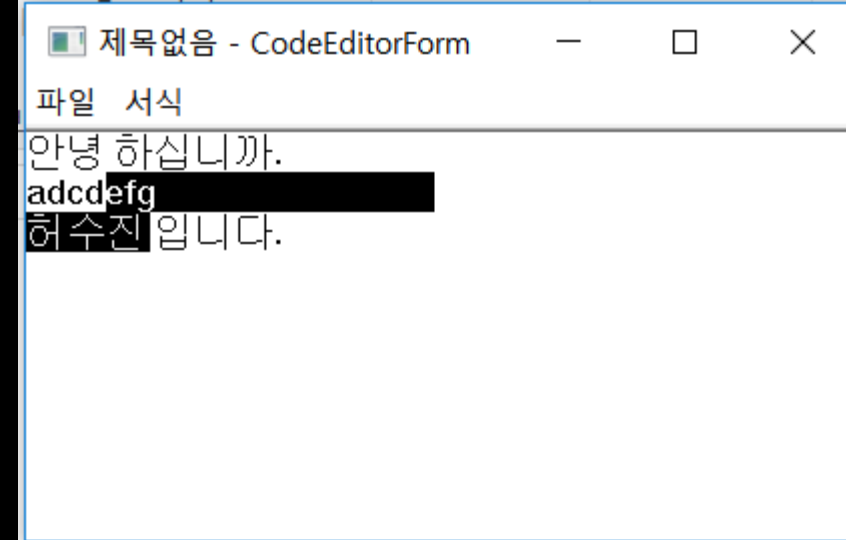 제목없음 - CodeEditorForm
파일 서식
안녕 하십니까.
adcdefg
허수진 입니다.